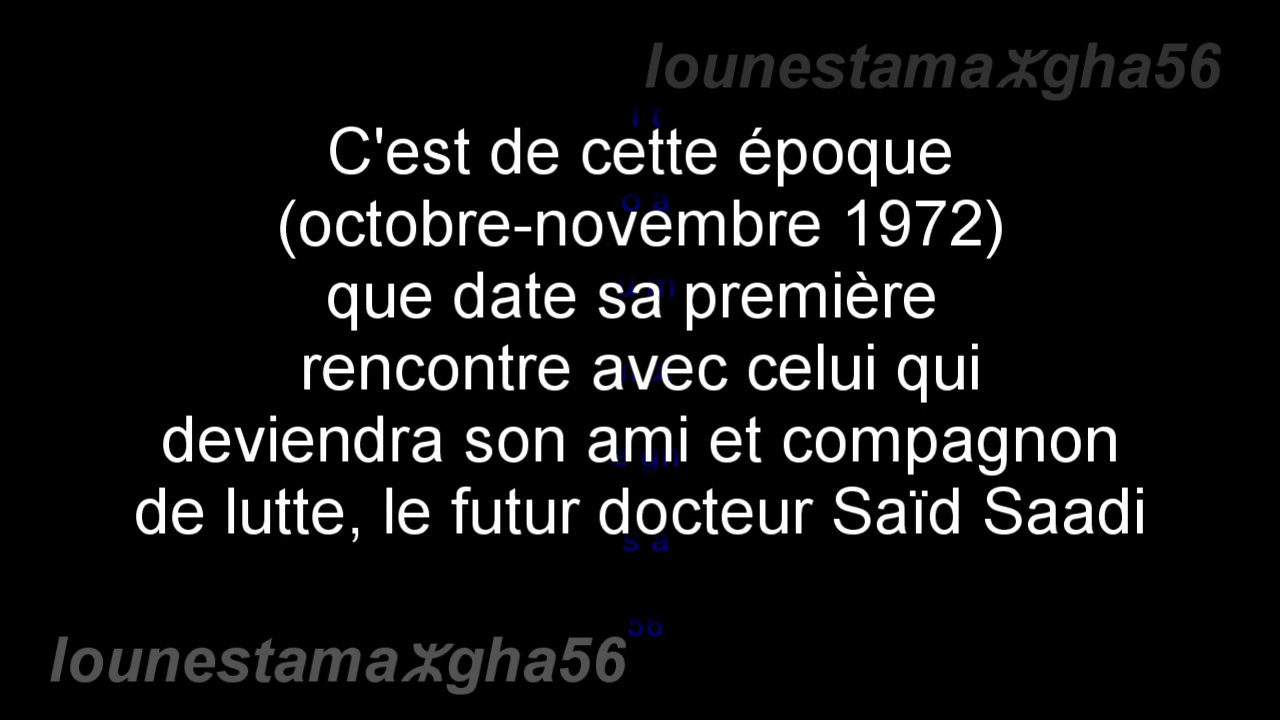 lounestamaⵣgha56
C'est de cette époque
(octobre-novembre 1972)
que date sa première
rencontre avec celui qui
deviendra son ami et compagnon
de lutte, le futur docteur Saïd Saadi
56
lounestamaⵣgha56